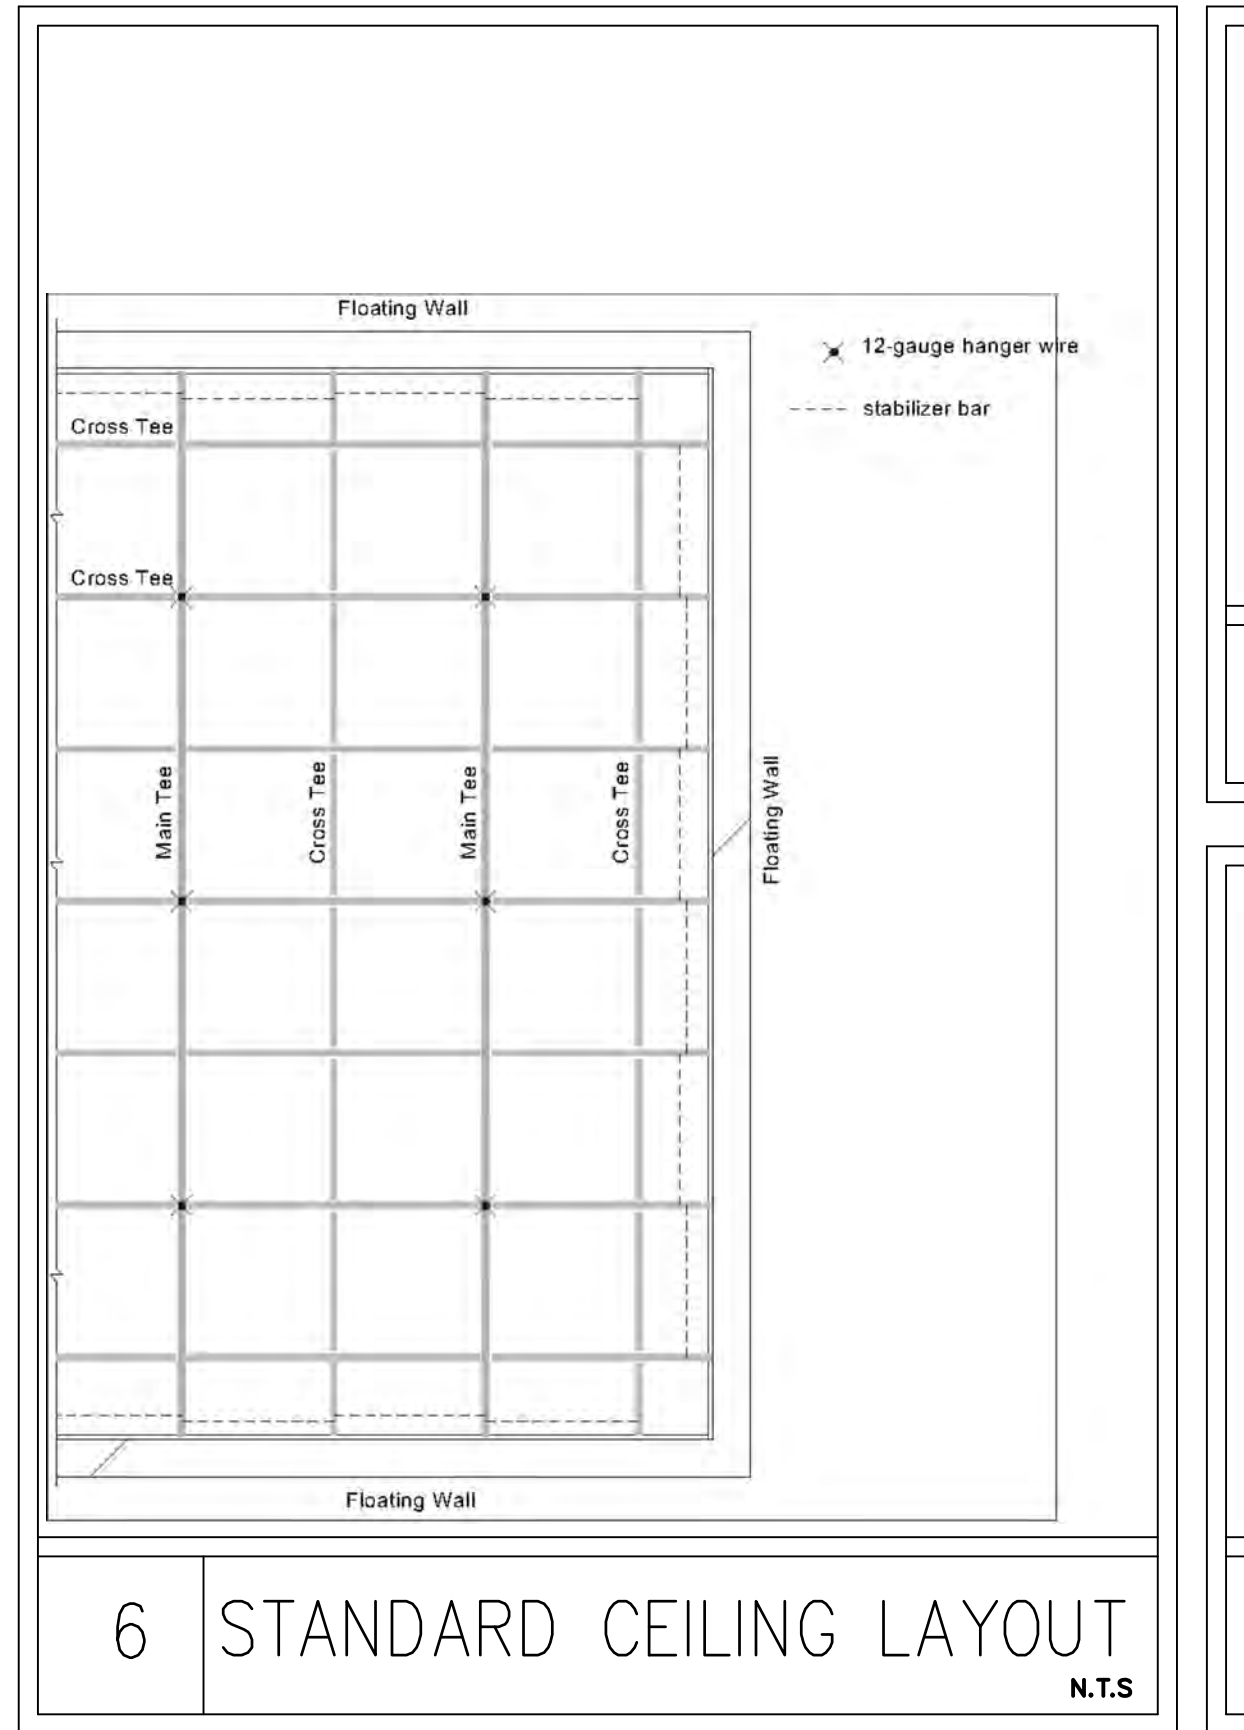 Floating Wall
12-gauge hanger wire
stabilizer bar
Cross Tee
Cross Tee
Main Tee
Cross Tee
Main Tee
Cross Tee
Floating Wall
Floating Wall
6
STANDARD CEILING LAYOUT
N.T.S